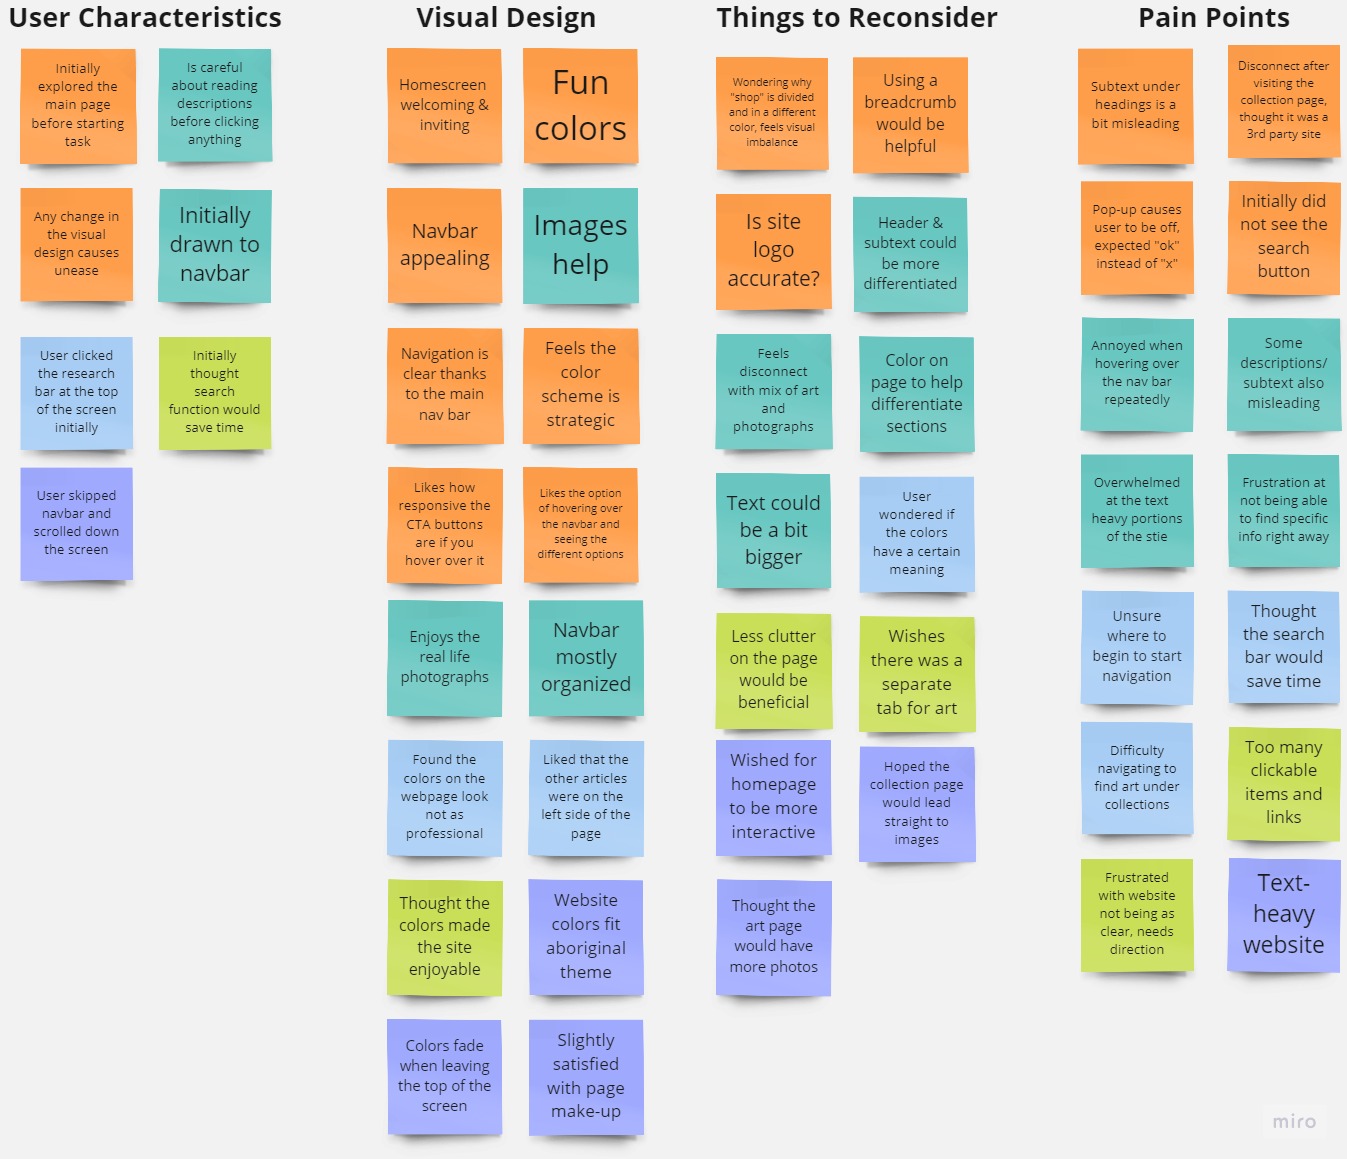 User Characteristics
Initially
explored the
main page
before starting
task
Is careful
about reading
descriptions
before clicking
anything
Any change in
the visual
design causes
unease
Initially
drawn to
navbar
User clicked
the research
bar at the top
of the screen
initially
Initially
thought
search
function would
save time
User skipped
navbar and
scrolled down
the screen
Visual Design
Homescreen
welcoming &
inviting
Fun
colors
Navbar
appealing
Images
help
Navigation is
clear thanks
to the main
nav bar
Feels the
color
scheme is
strategic
Likes how
responsive the
CTA buttons
are if you
hover over it
Likes the option
of hovering over
the navbar and
seeing the
different options
Enjoys the
real life
photographs
Navbar
mostly
organized
Found the
colors on the
webpage look
not as
professional
Liked that the
other articles
were on the
left side of the
page
Thought the
colors made
the site
enjoyable
Website
colors fit
aboriginal
theme
Colors fade
when leaving
the top of the
screen
Slightly
satisfied
with page
make-up
Things to Reconsider
Wondering why
"shop" is divided
and in a different
color, feels visual
imbalance
Using a
breadcrumb
would be
helpful
Is site
logo
accurate?
Header &
subtext could
be more
differentiated
Feels
disconnect
with mix of art
and
photographs
Color on
page to help
differentiate
sections
Text could
be a bit
bigger
User
wondered if
the colors
have a certain
meaning
Less clutter
on the page
would be
beneficial
Wishes
there was a
separate
tab for art
Wished for
homepage
to be more
interactive
Hoped the
collection page
would lead
straight to
images
Thought the
art page
would have
more photos
Pain Points
Subtext under
headings is a
bit misleading
Disconnect after
visiting the
collection page,
thought it was a
3rd party site
Pop-up causes
user to be off,
expected "ok"
instead of "x"
Initially did
not see the
search
button
Annoyed when
hovering over
the nav bar
repeatedly
Some
descriptions/
subtext also
misleading
Overwhelmed
at the text
heavy portions
of the stie
Frustration at
not being able
to find specific
info right away
Unsure
where to
begin to start
navigation
Thought
the search
bar would
save time
Difficulty
navigating to
find art under
collections
Too many
clickable
items and
links
Frustrated
with website
not being as
clear, needs
direction
Text-
heavy
website
miro